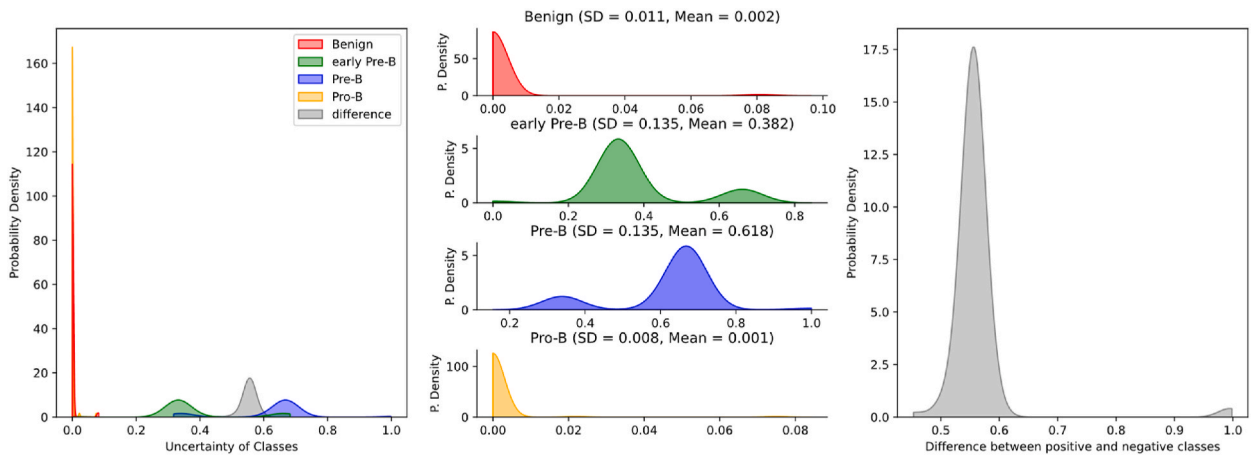 Probability Density
160
140
120
100
80
60
40
20
0
0.0 0.2 0.4 0.6 0.8 1.0
Uncertainty of Classes
Benign
early Pre-B
Pre-B
Pro-B
difference
Benign (SD = 0.011, Mean = 0.002)
P. Density
50
0
0.00 0.02 0.04 0.06 0.08 0.10
early Pre-B (SD = 0.135, Mean = 0.382)
P. Density
5
0
0.0 0.2 0.4 0.6 0.8
Pre-B (SD = 0.135, Mean = 0.618)
P. Density
5
0
0.2 0.4 0.6 0.8 1.0
Pro-B (SD = 0.008, Mean = 0.001)
P. Density
100
0
0.00 0.02 0.04 0.06 0.08
Probability Density
17.5
15.0
12.5
10.0
7.5
5.0
2.5
0.0
0.5 0.6 0.7 0.8 0.9 1.0
Difference between positive and negative classes